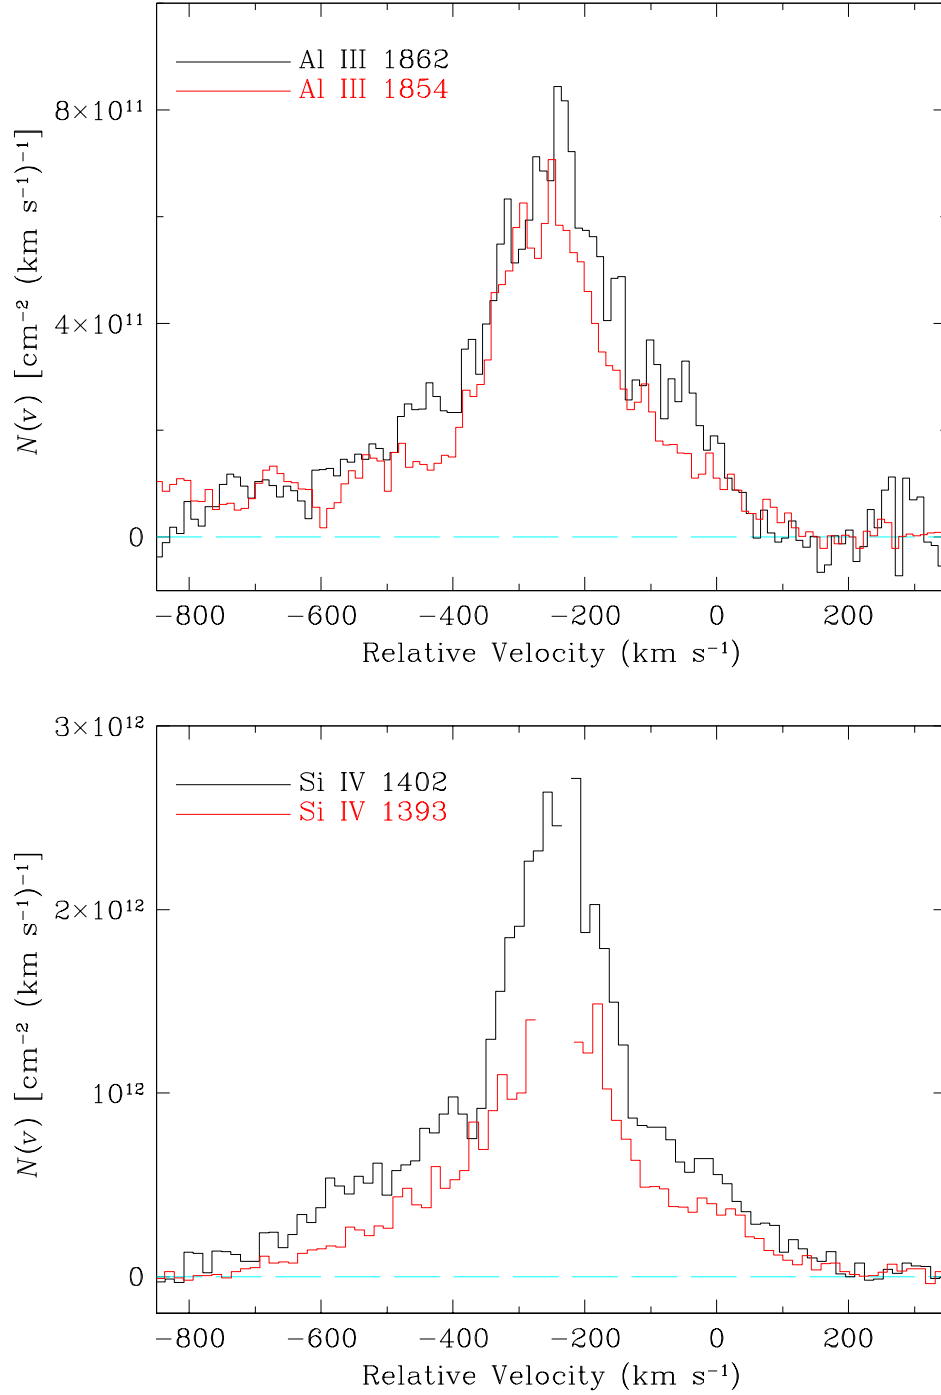 Al III 1862
Al III 1854
8×10¹¹
4×10¹¹
0
N(v) [cm⁻² (km s⁻¹)⁻¹]
−800 −600 −400 −200 0 200
Relative Velocity (km s⁻¹)
3×10¹²
Si IV 1402
Si IV 1393
2×10¹²
10¹²
0
N(v) [cm⁻² (km s⁻¹)⁻¹]
−800 −600 −400 −200 0 200
Relative Velocity (km s⁻¹)